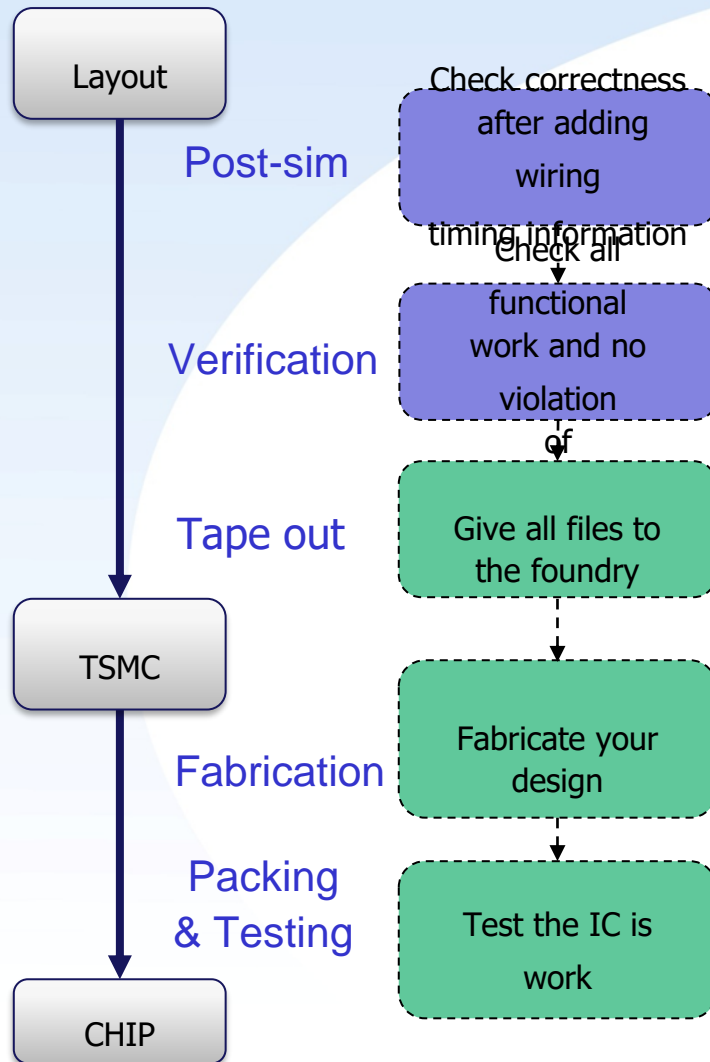 Layout
Post-sim
Check correctness
after adding
wiring
timing information
Verification
Check all
functional
work and no
violation
of
Tape out
Give all files to
the foundry
TSMC
Fabrication
Fabricate your
design
Packing
& Testing
Test the IC is
work
CHIP